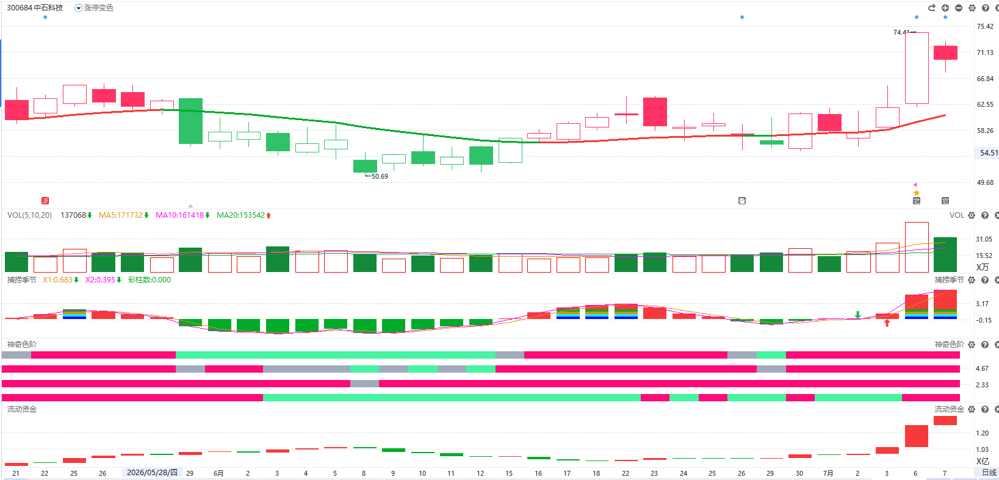 300684 中石科技 涨停变色
75.42
74.41→
71.13
66.84
62.55
58.26
54.51
←50.69
49.68
派
VOL(5,10,20) 137068 MA5:171732 MA10:161418 MA20:153542 VOL
31.05
15.52
X万
捕捞季节 X1:0.683 X2:0.395 彩柱数:0.000 捕捞季节
3.17
-0.15
神奇色阶 神奇色阶
4.67
2.33
流动资金 流动资金
1.20
1.03
X亿
21 22 25 26 2026/05/28/四 29 6月 2 3 4 5 8 9 10 11 12 15 16 17 18 22 23 24 25 26 29 30 7月 2 3 6 7 日线